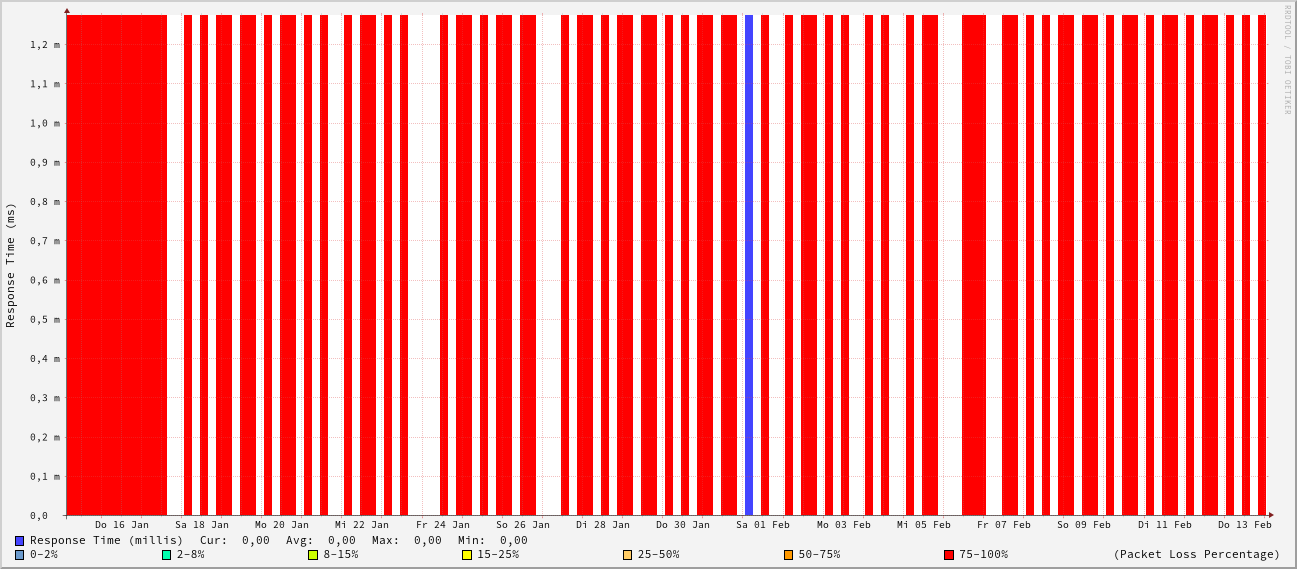 RRDTOOL / TOBI OETIKER
Response Time (ms)
1,2 m
1,1 m
1,0 m
0,9 m
0,8 m
0,7 m
0,6 m
0,5 m
0,4 m
0,3 m
0,2 m
0,1 m
0,0
Do 16 Jan Sa 18 Jan Mo 20 Jan Mi 22 Jan Fr 24 Jan So 26 Jan Di 28 Jan Do 30 Jan Sa 01 Feb Mo 03 Feb Mi 05 Feb Fr 07 Feb So 09 Feb Di 11 Feb Do 13 Feb
Response Time (millis) Cur: 0,00 Avg: 0,00 Max: 0,00 Min: 0,00
0-2% 2-8% 8-15% 15-25% 25-50% 50-75% 75-100% (Packet Loss Percentage)